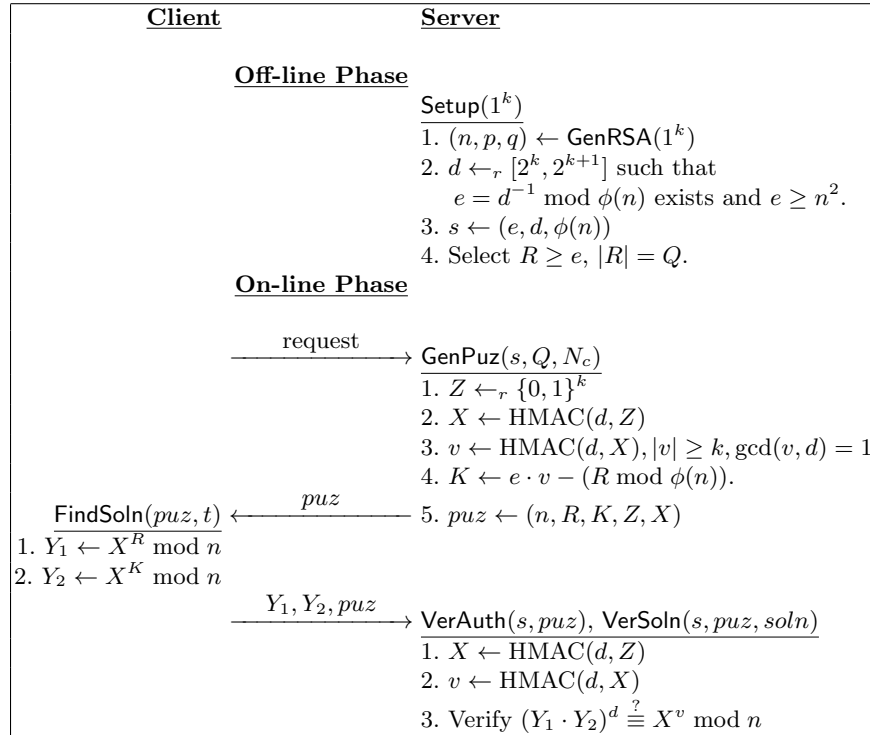 Client Server
Off-line Phase
Setup(1^k)
1. (n, p, q) ← GenRSA(1^k)
2. d ←_r [2^k, 2^{k+1}] such that
e = d^{-1} mod ϕ(n) exists and e ≥ n^2.
3. s ← (e, d, ϕ(n))
4. Select R ≥ e, |R| = Q.
On-line Phase
request → GenPuz(s, Q, N_c)
1. Z ←_r {0, 1}^k
2. X ← HMAC(d, Z)
3. v ← HMAC(d, X), |v| ≥ k, gcd(v, d) = 1
4. K ← e · v − (R mod ϕ(n)).
FindSoln(puz, t) ← puz 5. puz ← (n, R, K, Z, X)
1. Y_1 ← X^R mod n
2. Y_2 ← X^K mod n
Y_1, Y_2, puz → VerAuth(s, puz), VerSoln(s, puz, soln)
1. X ← HMAC(d, Z)
2. v ← HMAC(d, X)
3. Verify (Y_1 · Y_2)^d ≟≡ X^v mod n